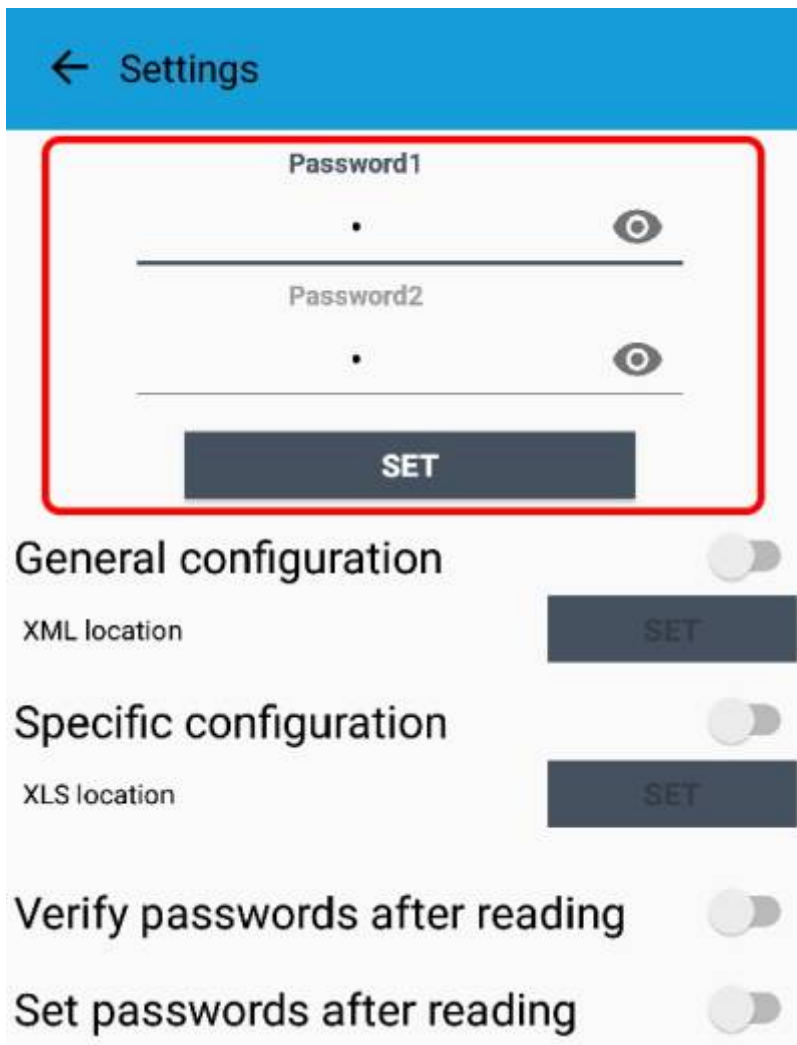 Settings
Password1
•
Password2
•
SET
General configuration
XML location
SET
Specific configuration
XLS location
SET
Verify passwords after reading
Set passwords after reading